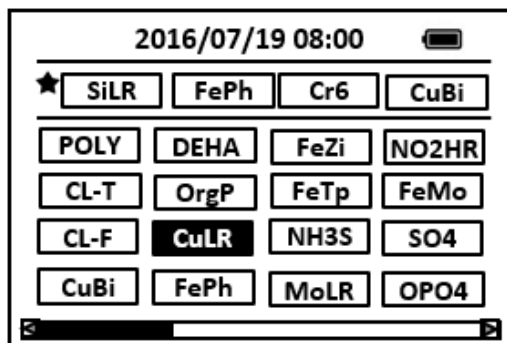 2016/07/19 08:00
SiLR FePh Cr6 CuBi
POLY DEHA FeZi NO2HR
CL-T OrgP FeTp FeMo
CL-F CuLR NH3S SO4
CuBi FePh MoLR OPO4